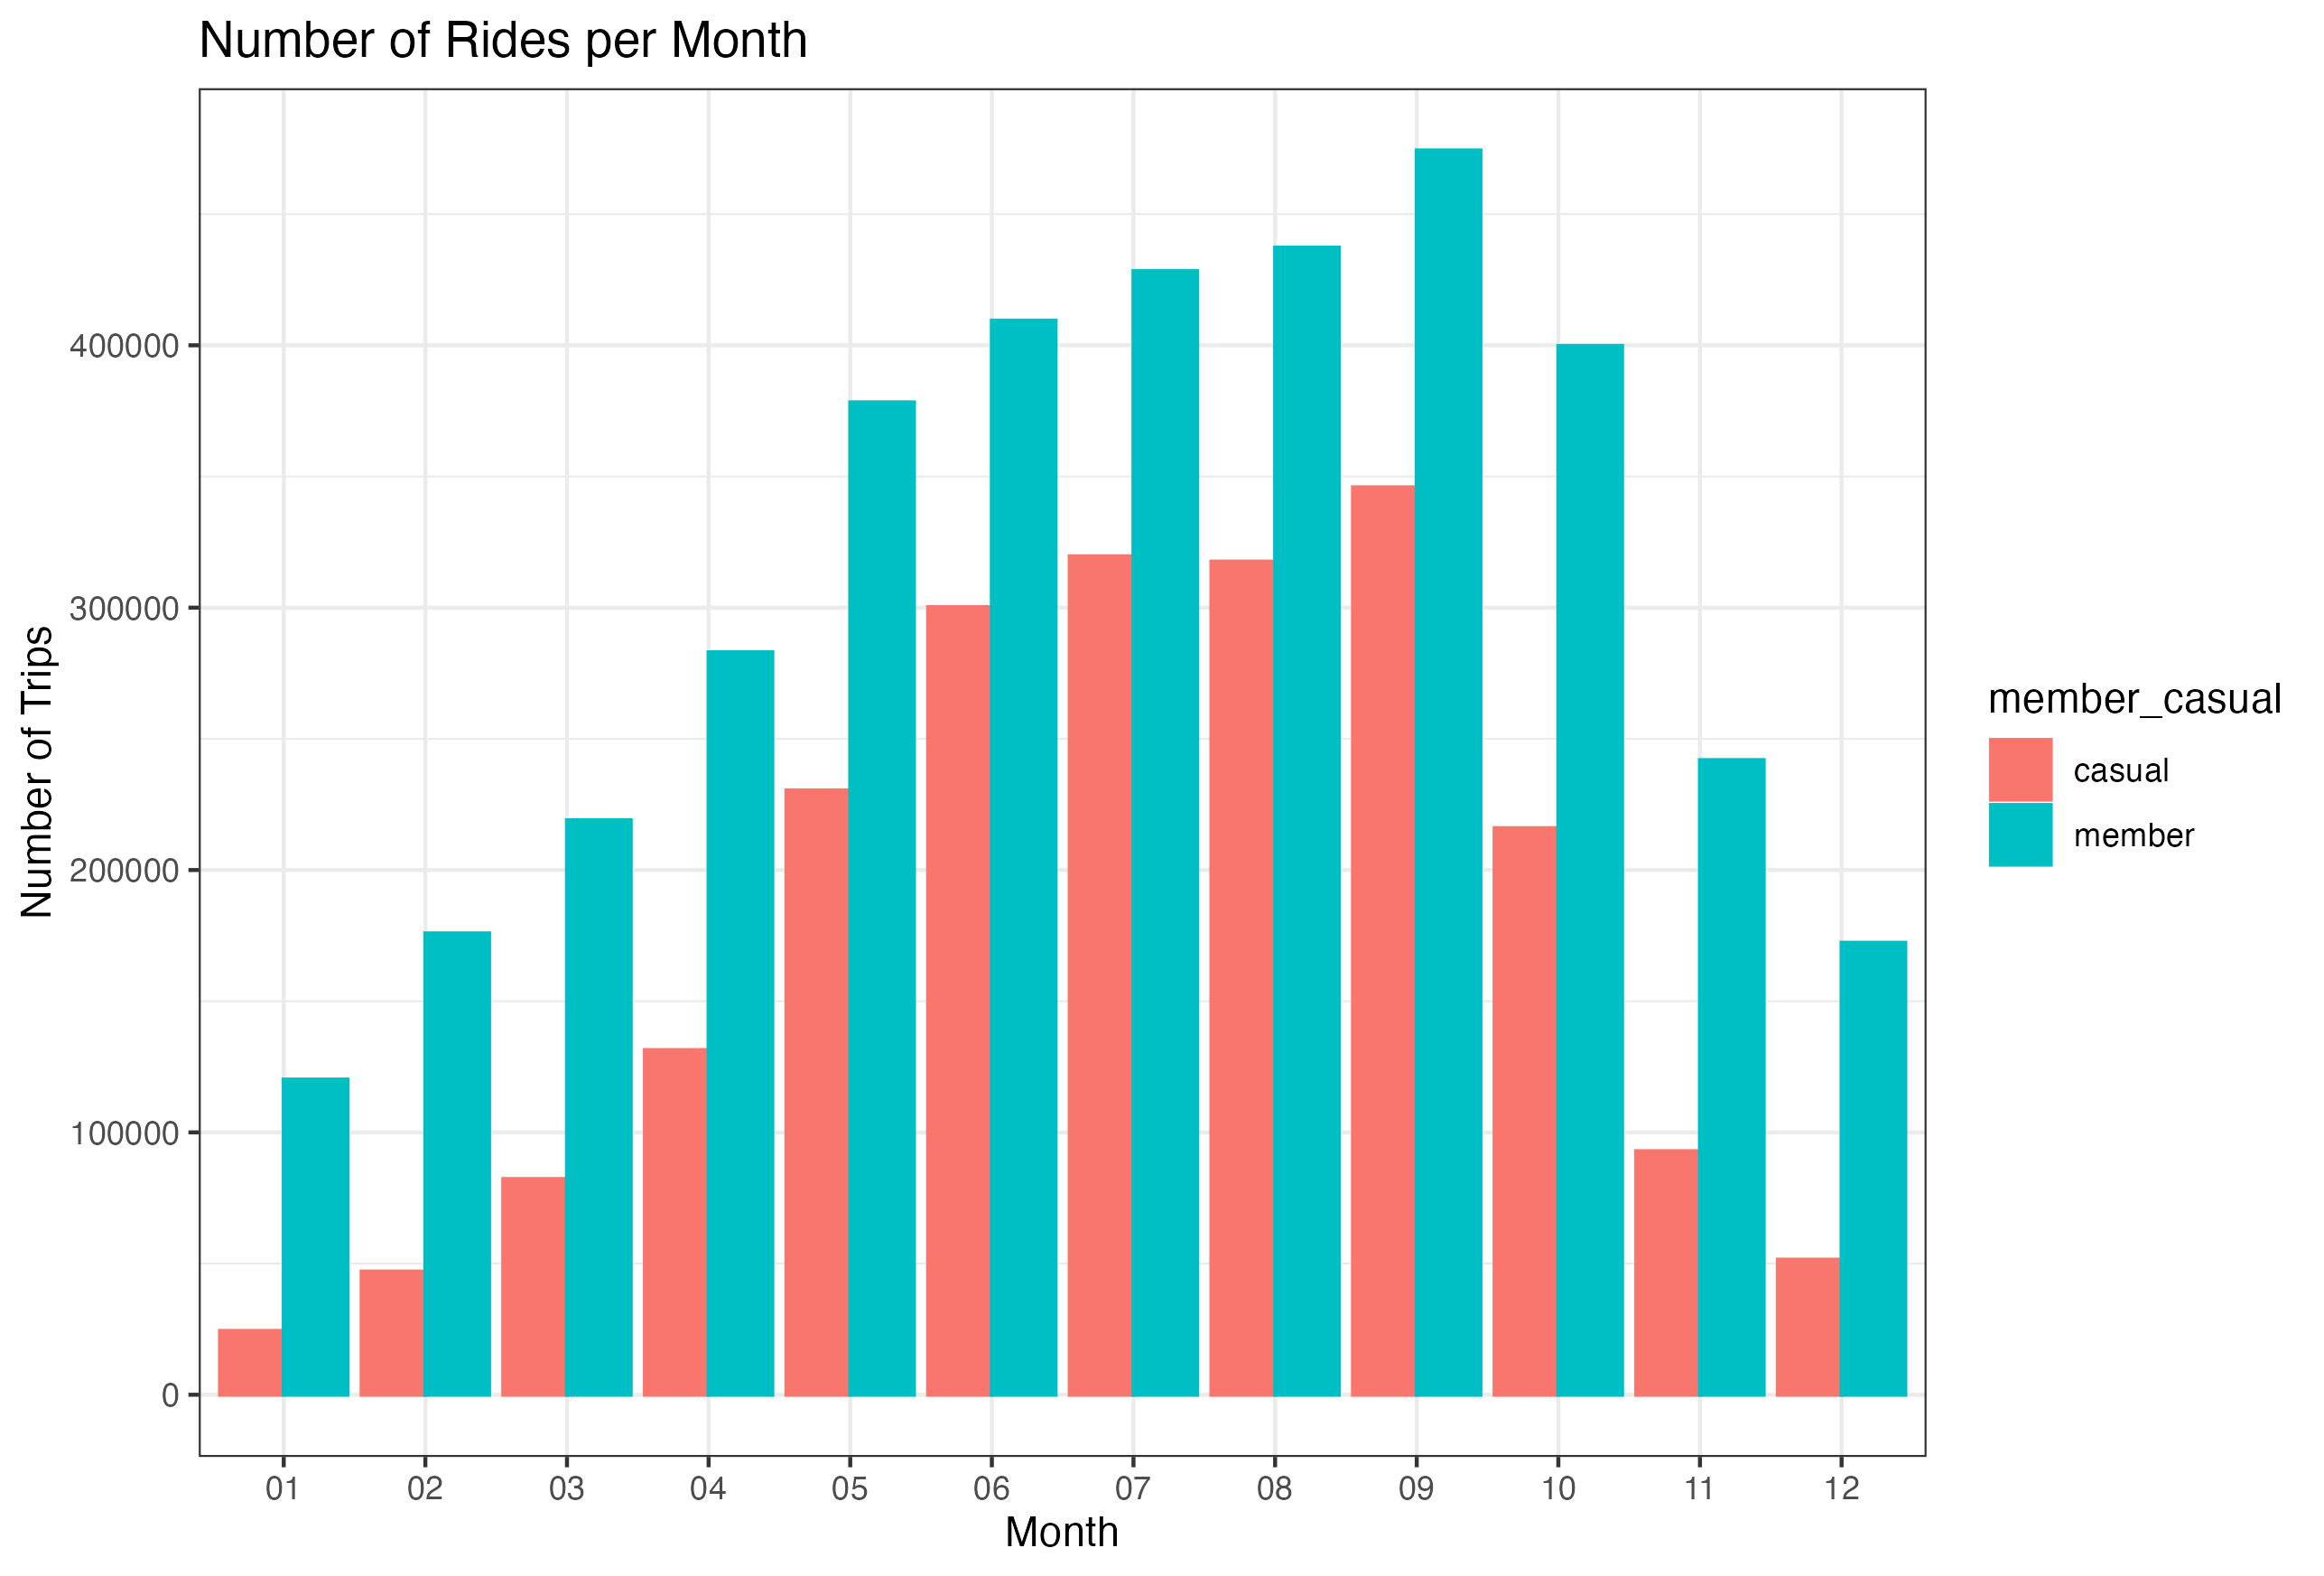 Number of Rides per Month
Number of Trips
400000
300000
200000
100000
0
01 02 03 04 05 06 07 08 09 10 11 12
Month
member_casual
casual
member